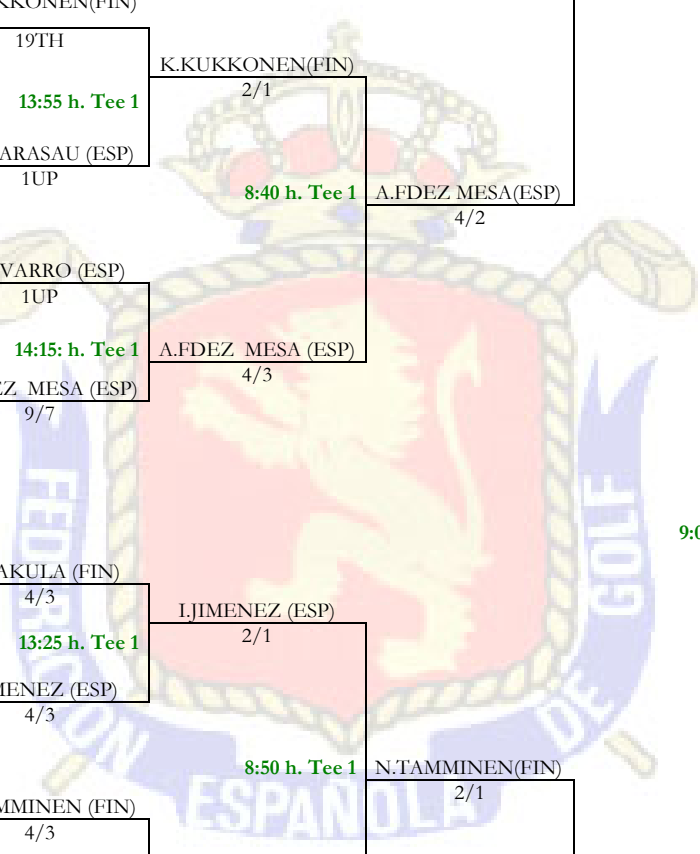 KKONEN(FIN)
19TH
K.KUKKONEN(FIN)
2/1
13:55 h. Tee 1
ARASAU (ESP)
1UP
8:40 h. Tee 1
A.FDEZ MESA(ESP)
4/2
VARRO (ESP)
1UP
14:15: h. Tee 1
A.FDEZ MESA (ESP)
4/3
EZ MESA (ESP)
9/7
9:0
AKULA (FIN)
4/3
I.JIMENEZ (ESP)
2/1
13:25 h. Tee 1
MENEZ (ESP)
4/3
8:50 h. Tee 1
N.TAMMINEN(FIN)
2/1
MMINEN (FIN)
4/3
FEDERACION ESPAÑOLA DE GOLF